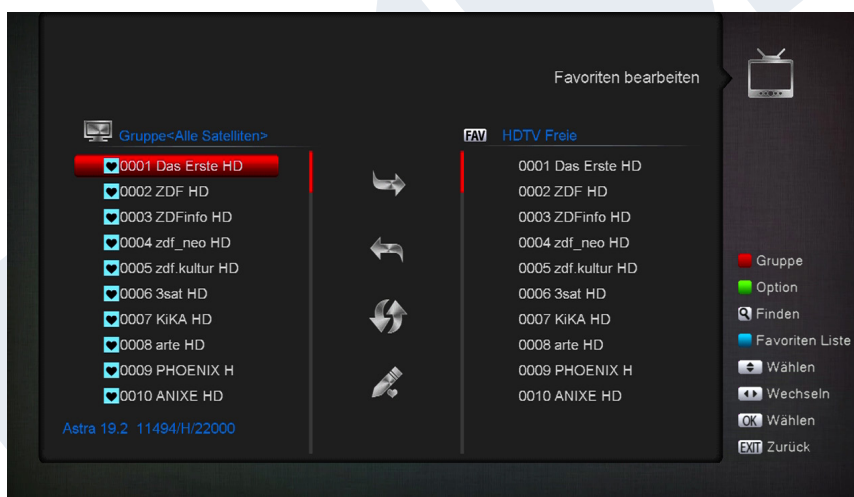 Favoriten bearbeiten
Gruppe<Alle Satelliten>
0001 Das Erste HD
0002 ZDF HD
0003 ZDFinfo HD
0004 zdf_neo HD
0005 zdf.kultur HD
0006 3sat HD
0007 KiKA HD
0008 arte HD
0009 PHOENIX H
0010 ANIXE HD
Astra 19.2 11494/H/22000
FAV HDTV Freie
0001 Das Erste HD
0002 ZDF HD
0003 ZDFinfo HD
0004 zdf_neo HD
0005 zdf.kultur HD
0006 3sat HD
0007 KiKA HD
0008 arte HD
0009 PHOENIX H
0010 ANIXE HD
Gruppe
Option
Finden
Favoriten Liste
Wählen
Wechseln
OK Wählen
EXIT Zurück